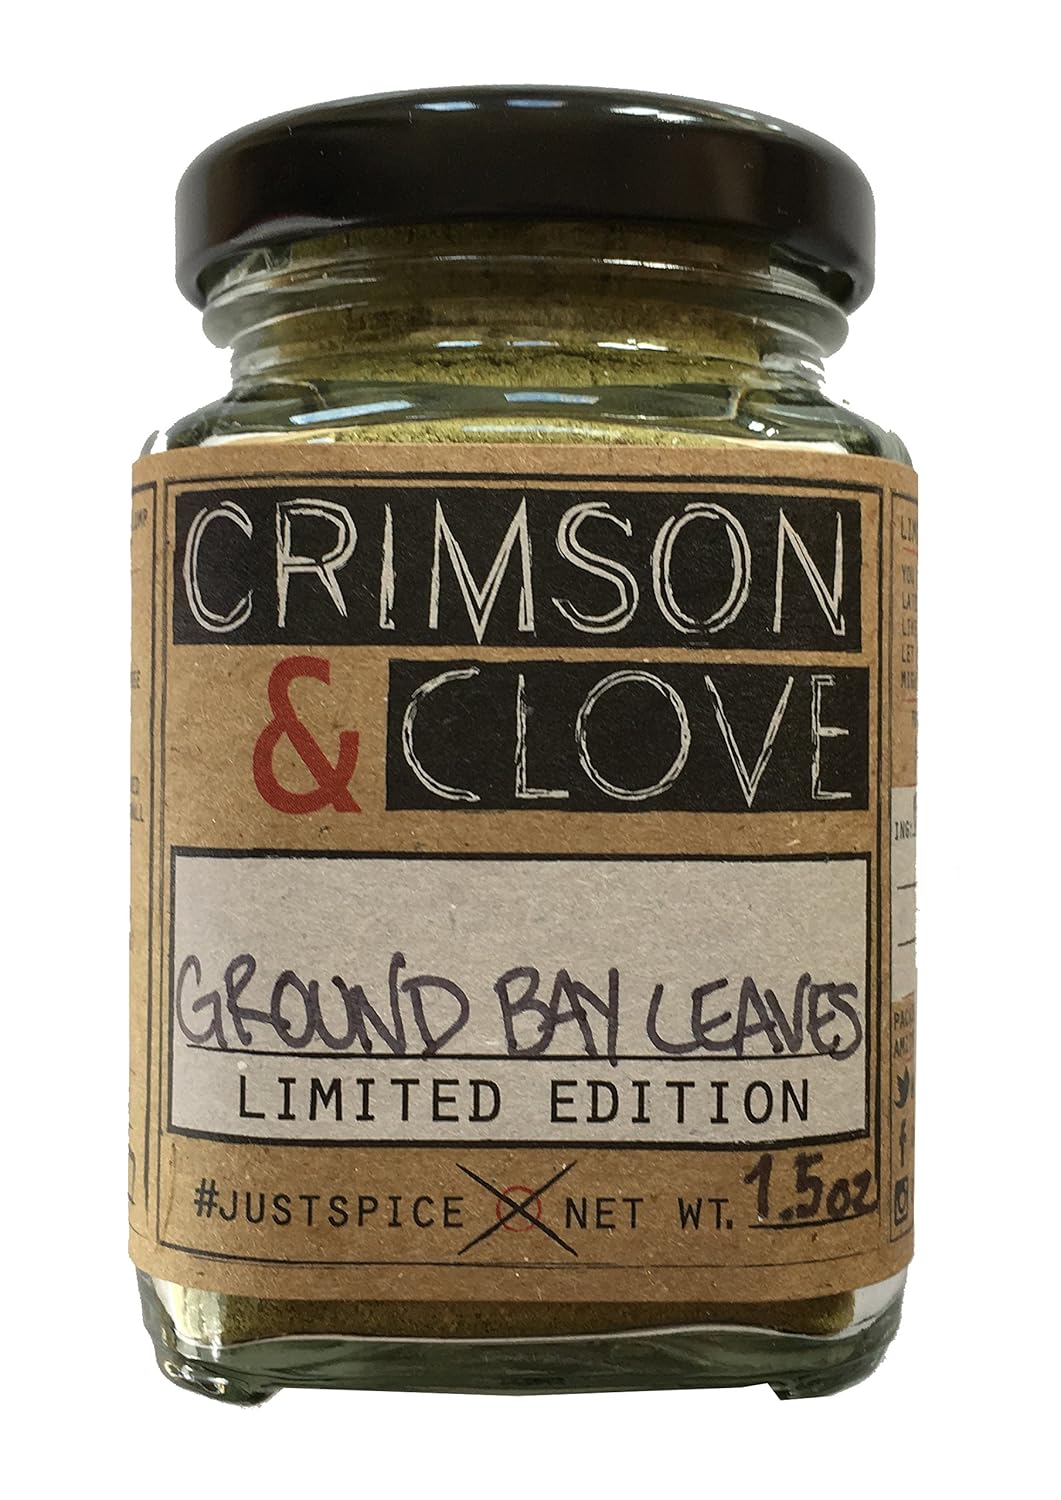 CRIMSON
& CLOVE
GROUND BAY LEAVES
LIMITED EDITION
#JUSTSPICE NET WT. 1.5oz